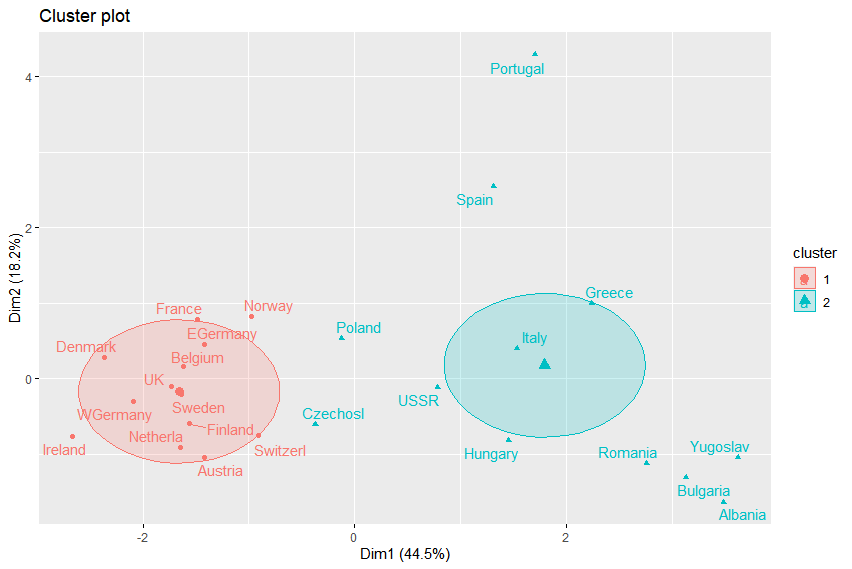 Cluster plot
Portugal
4
Spain
2
Dim2 (18.2%)
cluster
1
2
Greece
France
Norway
EGermany
Poland
Italy
Denmark
Belgium
UK
0
USSR
Sweden
WGermany
Czechosl
Finland
Netherla
Ireland
Switzerl
Hungary
Romania
Yugoslav
Austria
Bulgaria
Albania
-2
0
2
Dim1 (44.5%)